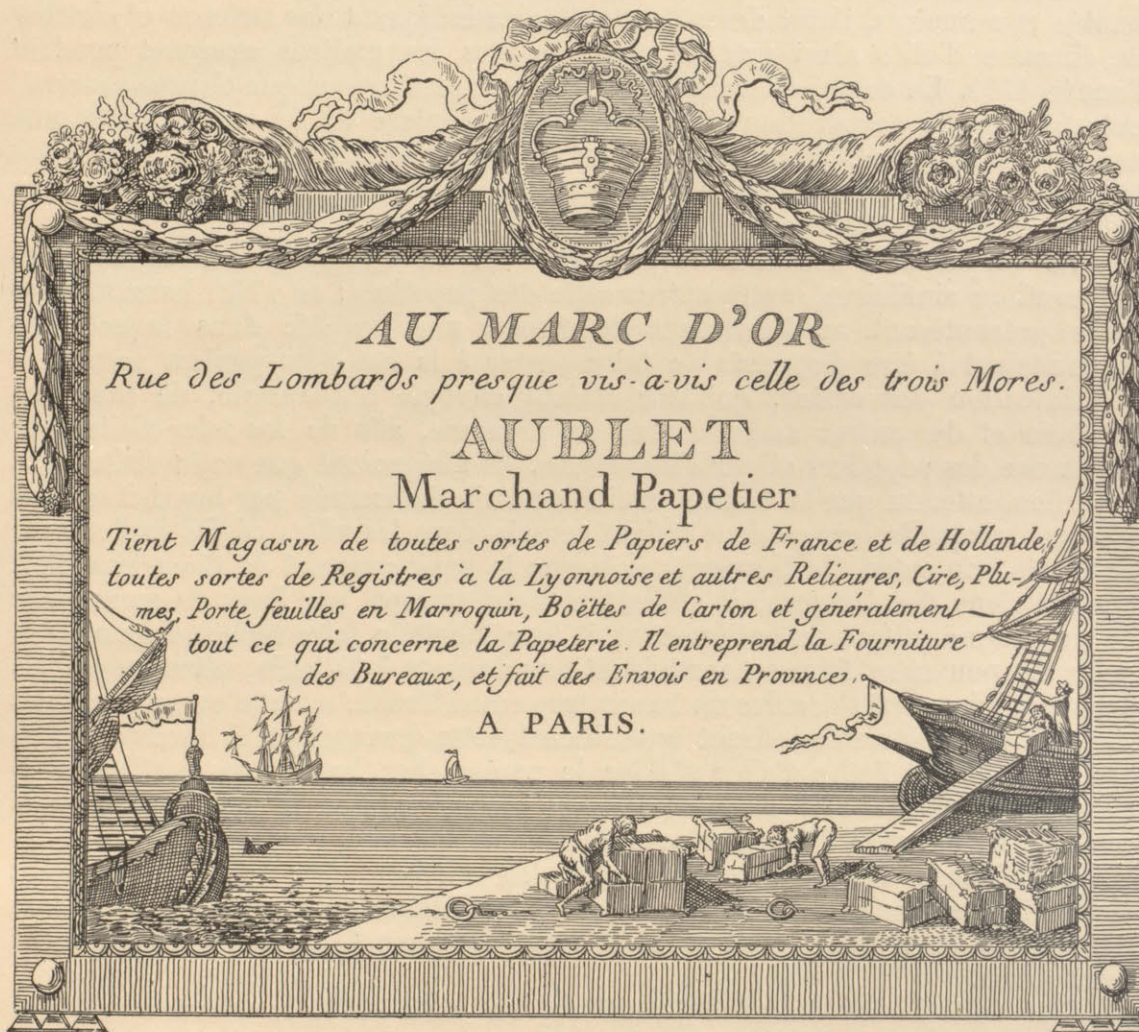 AU MARC D'OR
Rue des Lombards presque vis-à-vis celle des trois Mores.
AUBLET
Marchand Papetier
Tient Magasin de toutes sortes de Papiers de France et de Hollande,
toutes sortes de Registres à la Lyonnoise et autres Relieures, Cire, Plu-
mes, Porte feuilles en Marroquin, Boëttes de Carton et généralement
tout ce qui concerne la Papeterie. Il entreprend la Fourniture
des Bureaux, et fait des Envois en Province.
A PARIS.